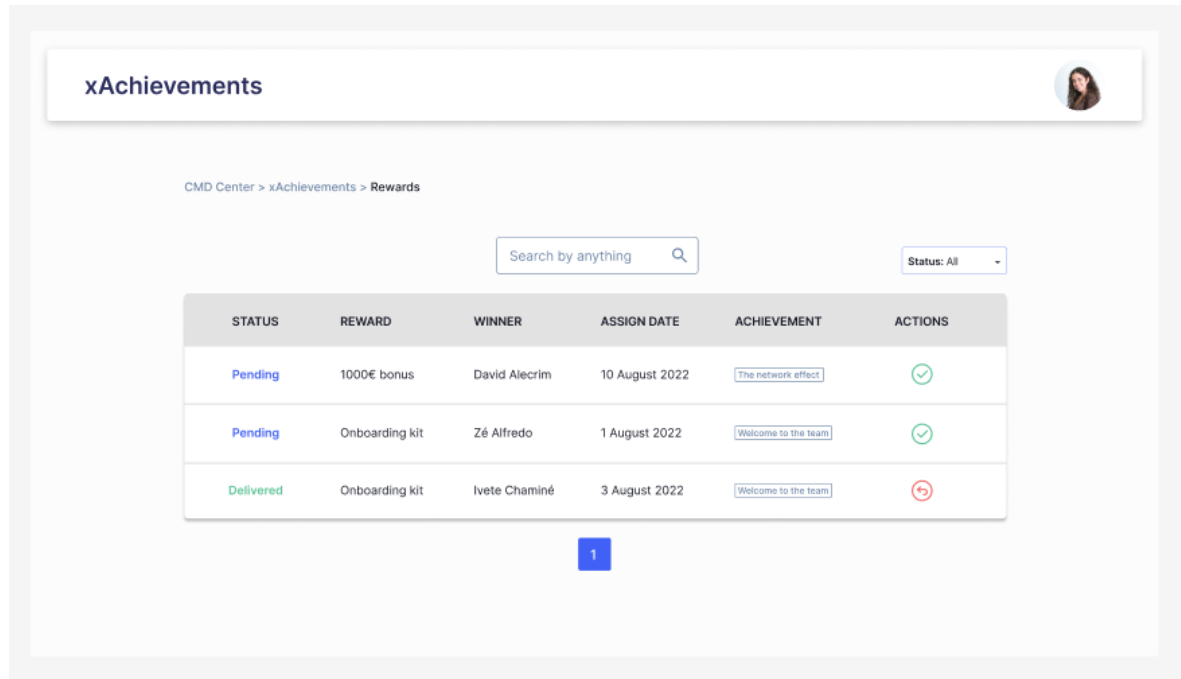 xAchievements
CMD Center > xAchievements > Rewards
Search by anything
Status: All
STATUS REWARD WINNER ASSIGN DATE ACHIEVEMENT ACTIONS
Pending 1000€ bonus David Alecrim 10 August 2022 The network effect
Pending Onboarding kit Zé Alfredo 1 August 2022 Welcome to the team
Delivered Onboarding kit Ivete Chaminé 3 August 2022 Welcome to the team
1